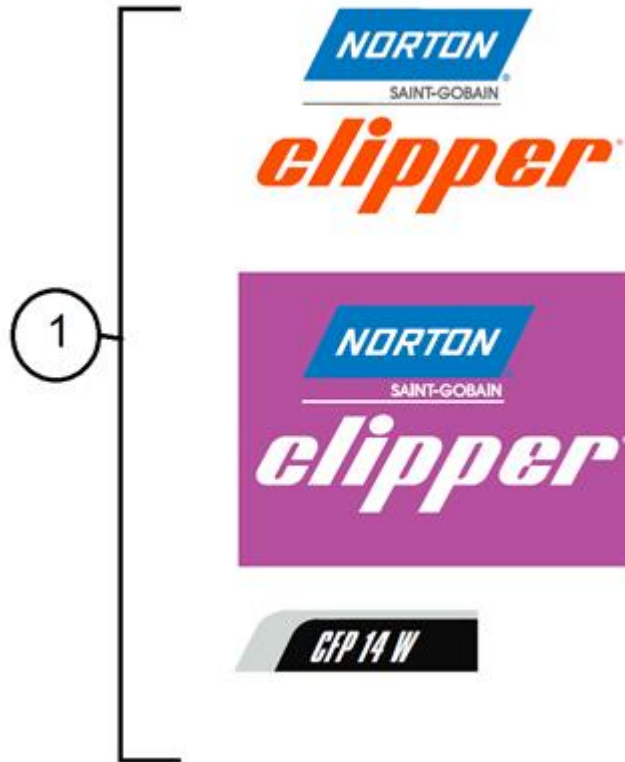 NORTON
SAINT-GOBAIN
clipper
1
NORTON
SAINT-GOBAIN
clipper
CFP 14 W